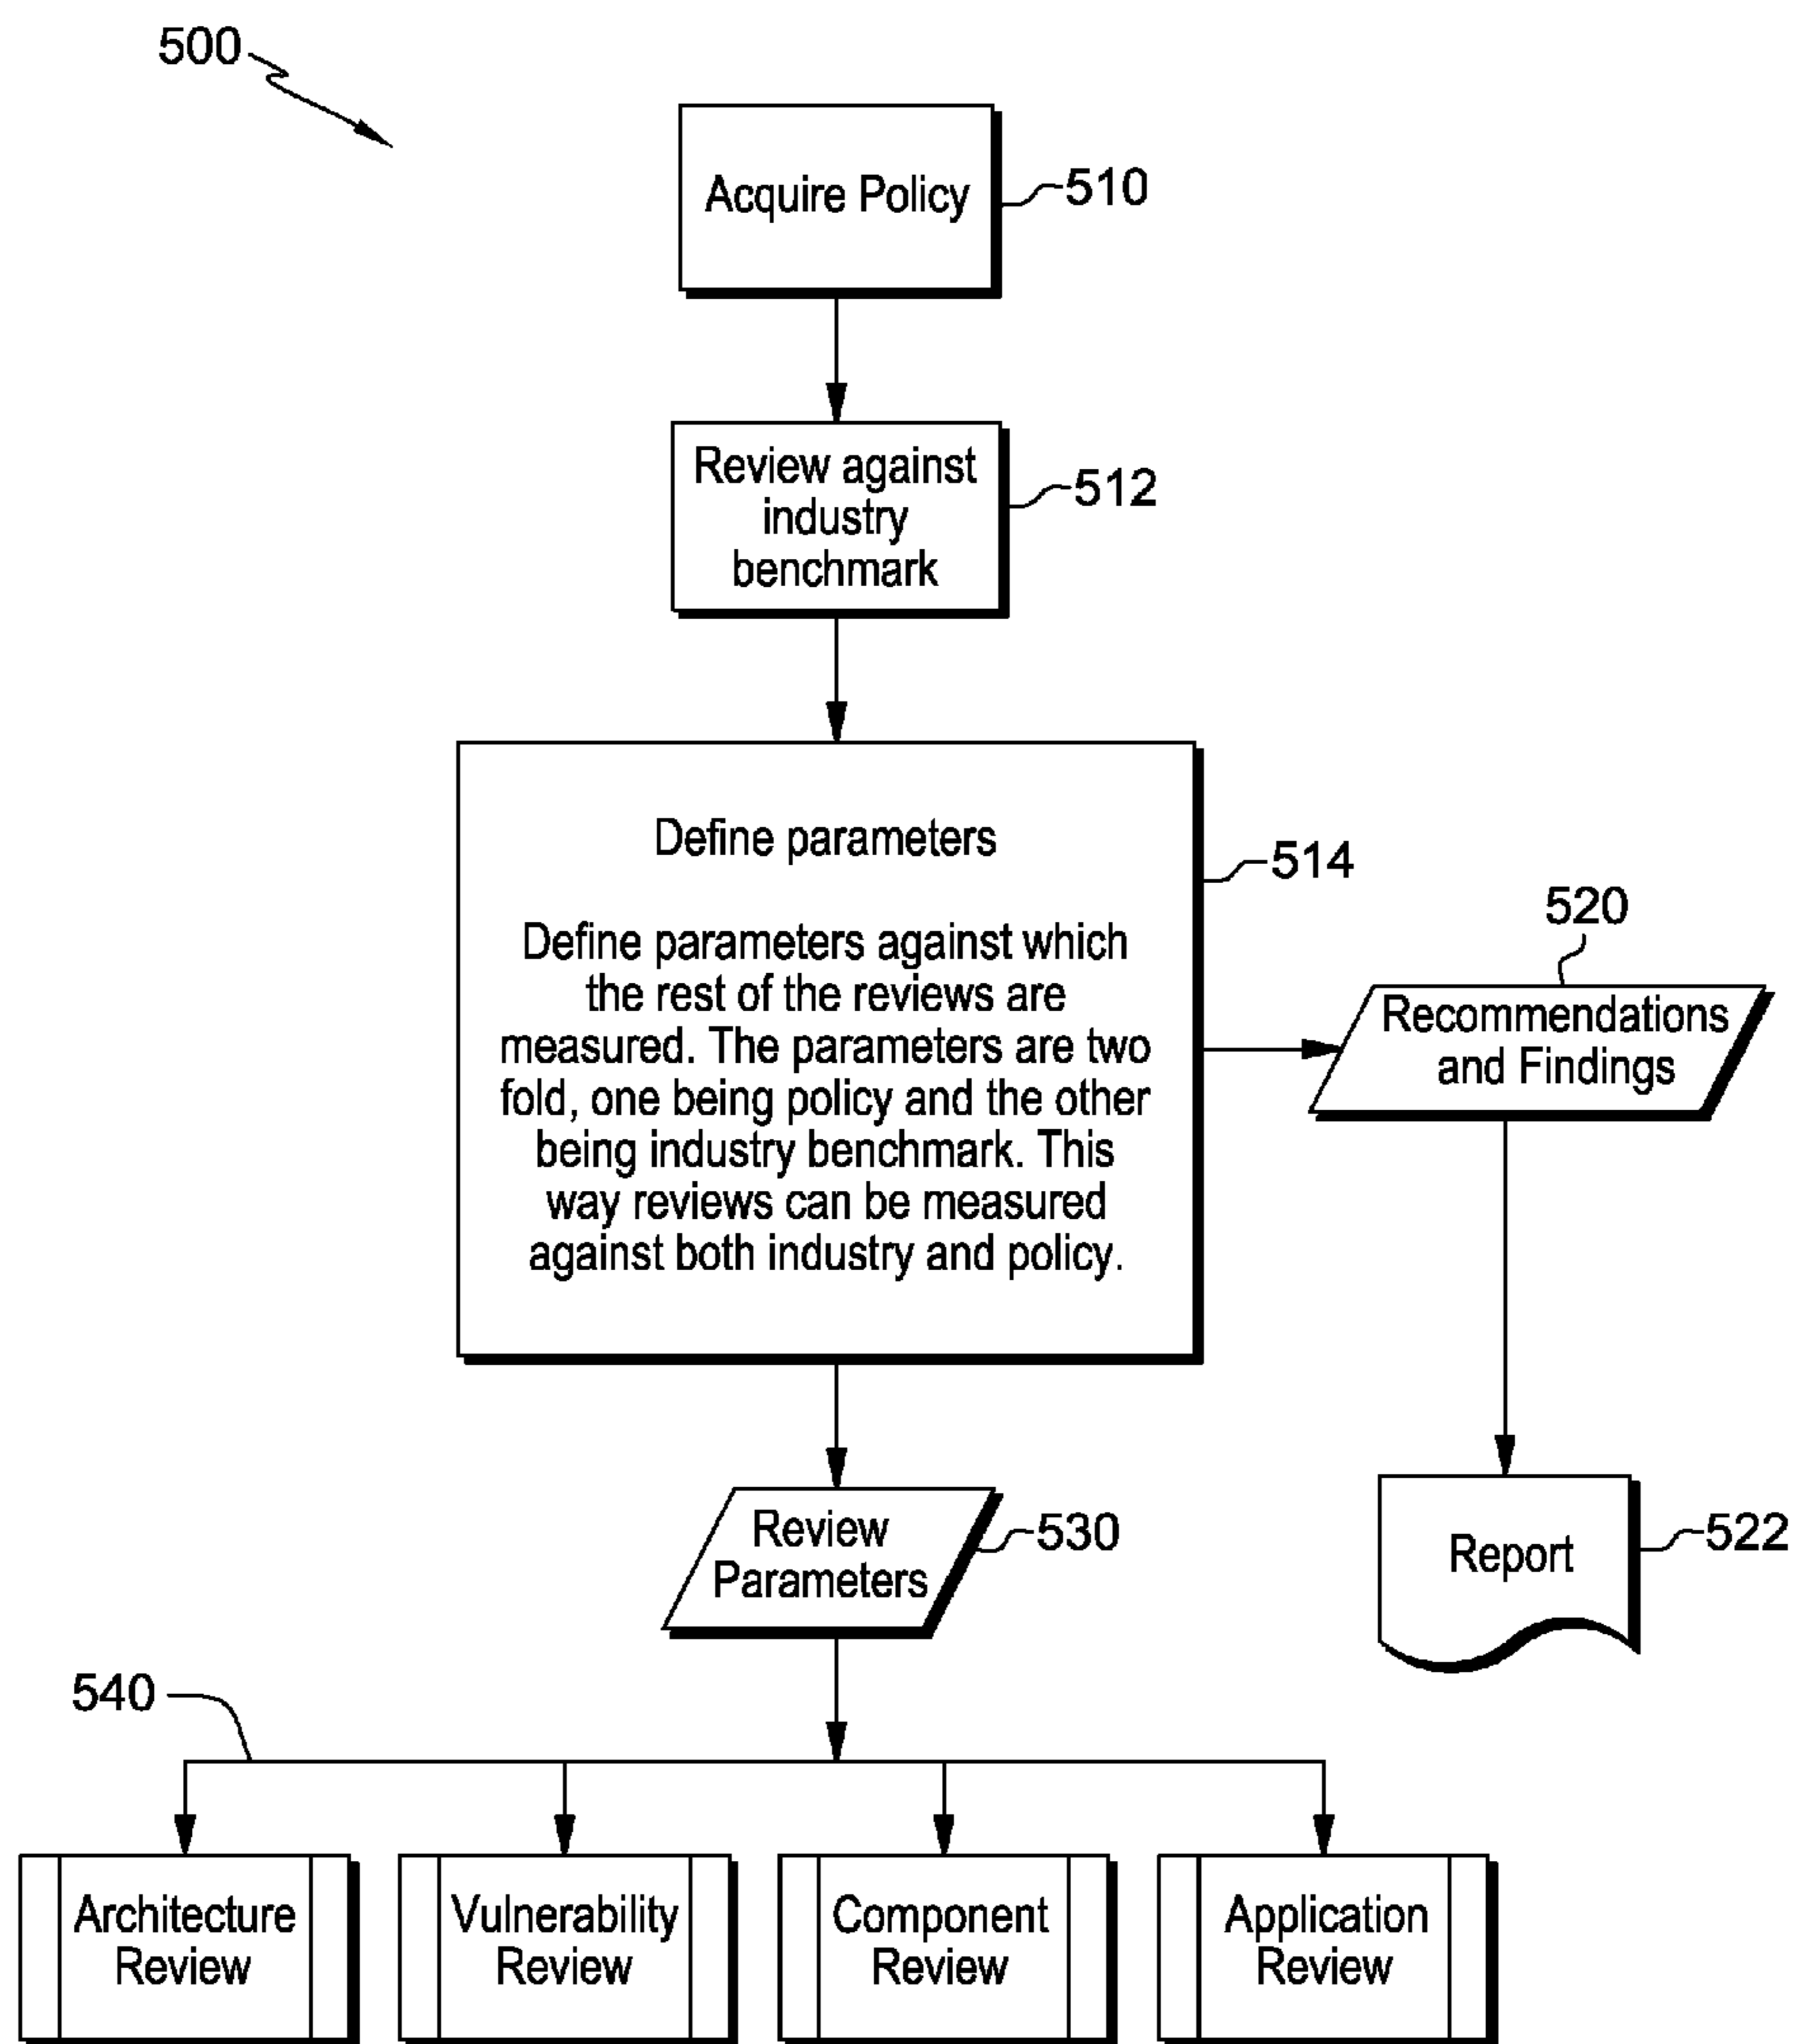 500
Acquire Policy
510
Review against
industry
benchmark
512
Define parameters
Define parameters against which
the rest of the reviews are
measured. The parameters are two
fold, one being policy and the other
being industry benchmark. This
way reviews can be measured
against both industry and policy.
514
520
Recommendations
and Findings
Review
Parameters
530
Report
522
540
Architecture
Review
Vulnerability
Review
Component
Review
Application
Review